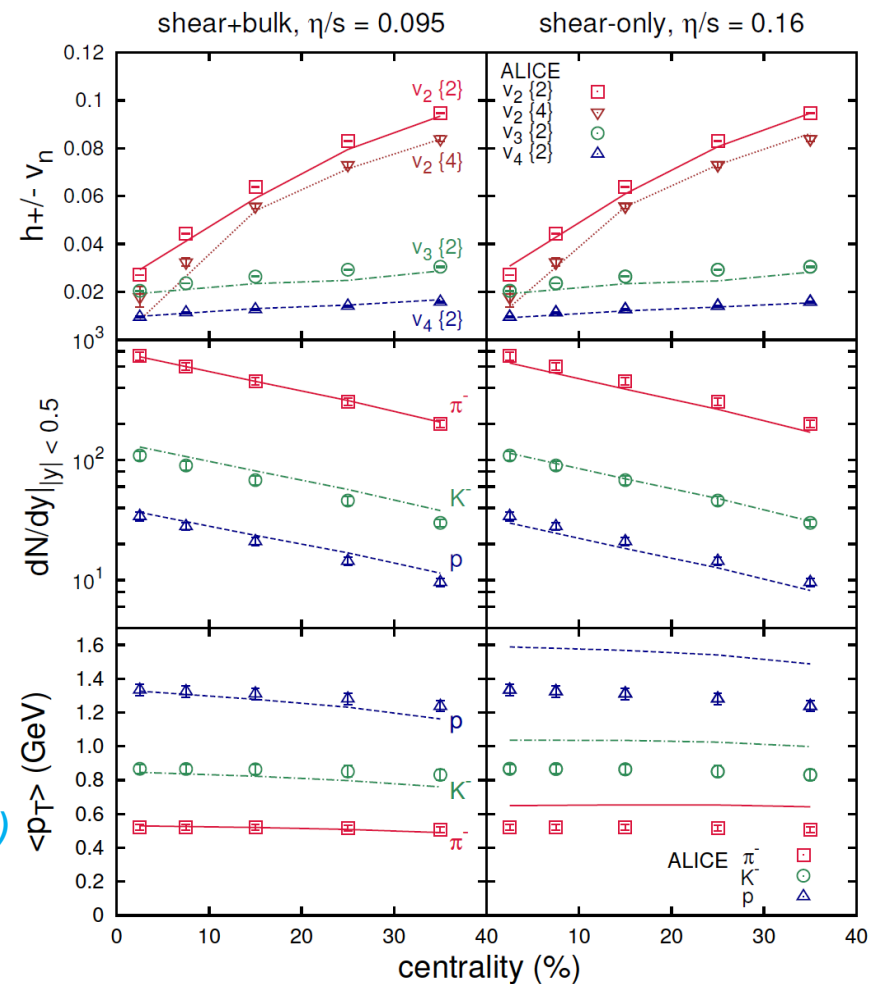 shear+bulk, η/s = 0.095 shear-only, η/s = 0.16
0.12
0.1
0.08
0.06
0.04
0.02
h+/- vₙ
v₂ {2}
v₂ {4}
v₃ {2}
v₄ {2}
ALICE
v₂ {2}
v₂ {4}
v₃ {2}
v₄ {2}
10³
10²
10¹
dN/dy|_|y| < 0.5
π⁻
K⁻
p
1.6
1.4
1.2
1.0
0.8
0.6
0.4
0.2
0
) <p_T> (GeV)
p
K⁻
π⁻
ALICE π⁻
K⁻
p
0 10 20 30 40 0 10 20 30 40
centrality (%)